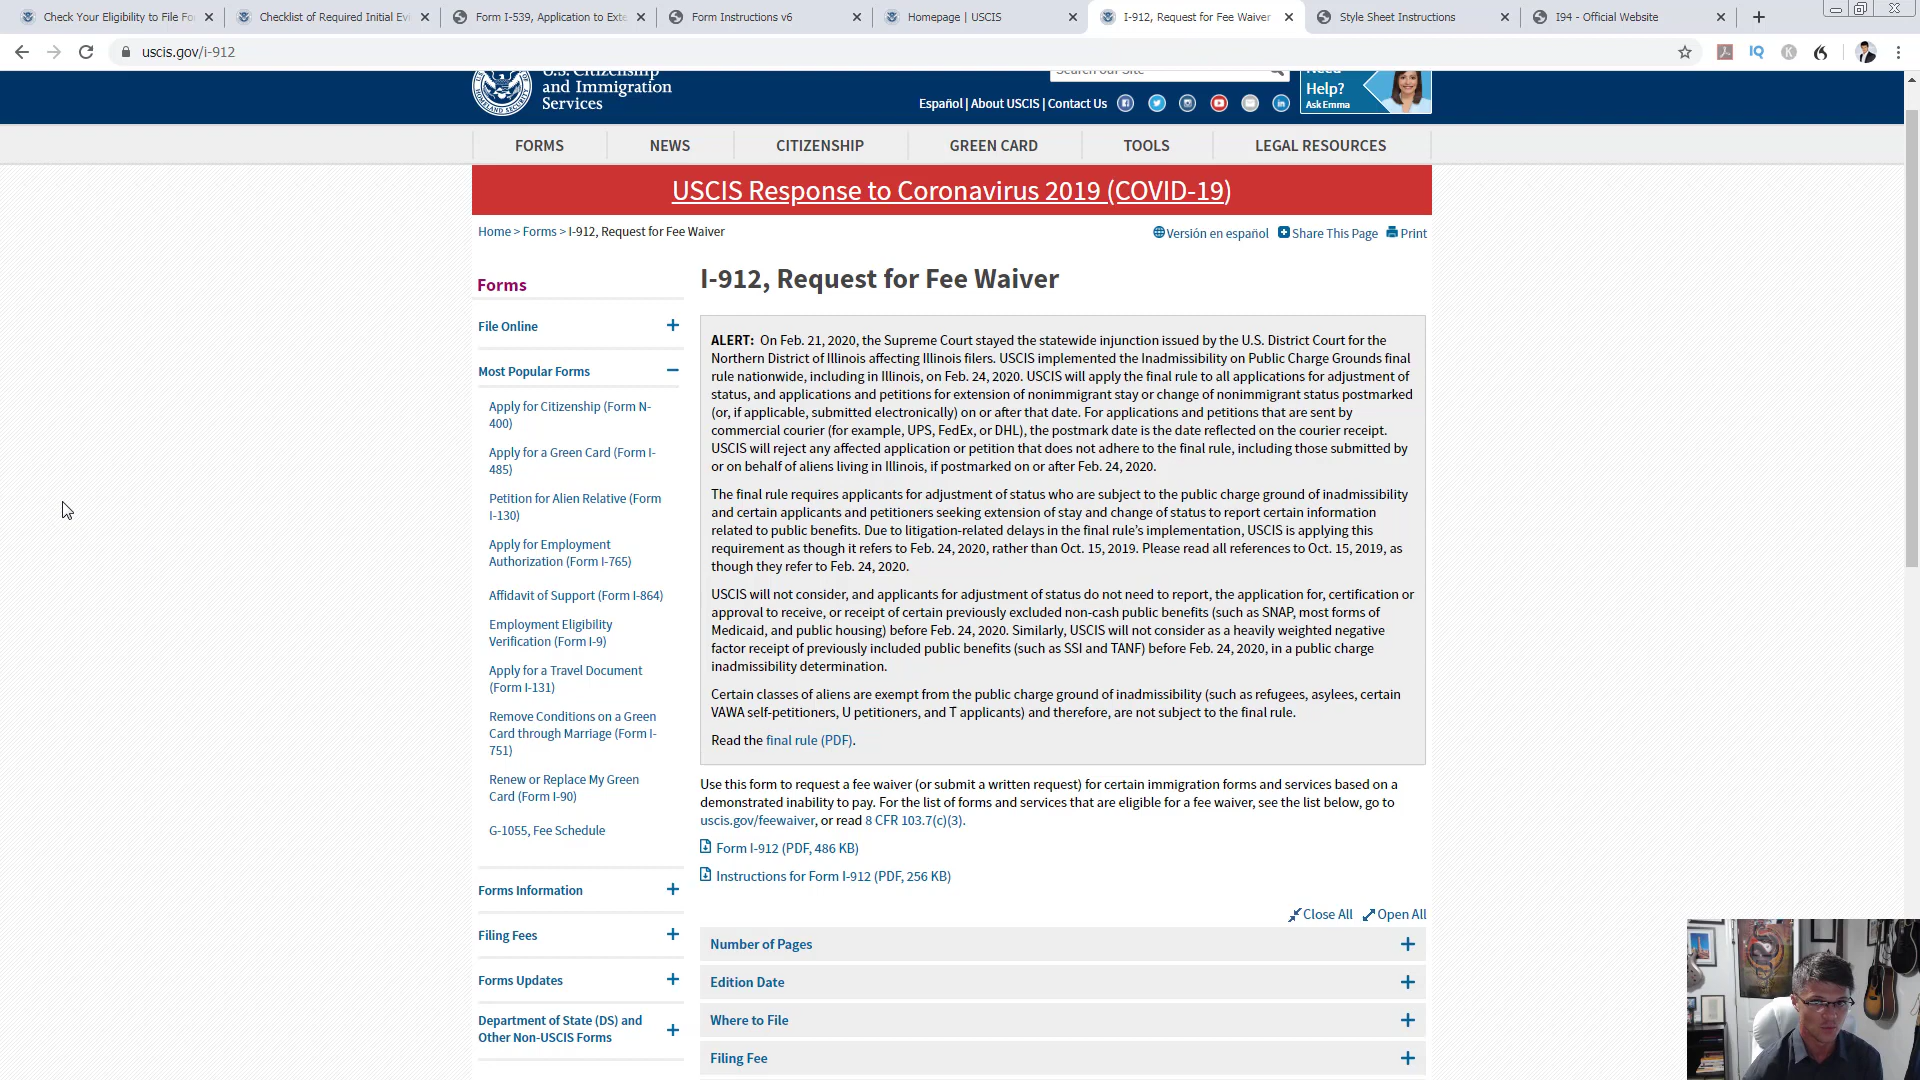 Check Your Eligibility to File Fo
Checklist of Required Initial Evi
Form I-539, Application to Exte
Form Instructions v6
Homepage | USCIS
I-912, Request for Fee Waiver
Style Sheet Instructions
I94 - Official Website
uscis.gov/i-912
U.S. Citizenship
and Immigration
Services
Search our Site
Need
Help?
Ask Emma
Español | About USCIS | Contact Us
FORMS
NEWS
CITIZENSHIP
GREEN CARD
TOOLS
LEGAL RESOURCES
USCIS Response to Coronavirus 2019 (COVID-19)
Home > Forms > I-912, Request for Fee Waiver
Versión en español
Share This Page
Print
Forms
File Online
Most Popular Forms
Apply for Citizenship (Form N-
400)
Apply for a Green Card (Form I-
485)
Petition for Alien Relative (Form
I-130)
Apply for Employment
Authorization (Form I-765)
Affidavit of Support (Form I-864)
Employment Eligibility
Verification (Form I-9)
Apply for a Travel Document
(Form I-131)
Remove Conditions on a Green
Card through Marriage (Form I-
751)
Renew or Replace My Green
Card (Form I-90)
G-1055, Fee Schedule
Forms Information
Filing Fees
Forms Updates
Department of State (DS) and
Other Non-USCIS Forms
I-912, Request for Fee Waiver
ALERT: On Feb. 21, 2020, the Supreme Court stayed the statewide injunction issued by the U.S. District Court for the
Northern District of Illinois affecting Illinois filers. USCIS implemented the Inadmissibility on Public Charge Grounds final
rule nationwide, including in Illinois, on Feb. 24, 2020. USCIS will apply the final rule to all applications for adjustment of
status, and applications and petitions for extension of nonimmigrant stay or change of nonimmigrant status postmarked
(or, if applicable, submitted electronically) on or after that date. For applications and petitions that are sent by
commercial courier (for example, UPS, FedEx, or DHL), the postmark date is the date reflected on the courier receipt.
USCIS will reject any affected application or petition that does not adhere to the final rule, including those submitted by
or on behalf of aliens living in Illinois, if postmarked on or after Feb. 24, 2020.
The final rule requires applicants for adjustment of status who are subject to the public charge ground of inadmissibility
and certain applicants and petitioners seeking extension of stay and change of status to report certain information
related to public benefits. Due to litigation-related delays in the final rule's implementation, USCIS is applying this
requirement as though it refers to Feb. 24, 2020, rather than Oct. 15, 2019. Please read all references to Oct. 15, 2019, as
though they refer to Feb. 24, 2020.
USCIS will not consider, and applicants for adjustment of status do not need to report, the application for, certification or
approval to receive, or receipt of certain previously excluded non-cash public benefits (such as SNAP, most forms of
Medicaid, and public housing) before Feb. 24, 2020. Similarly, USCIS will not consider as a heavily weighted negative
factor receipt of previously included public benefits (such as SSI and TANF) before Feb. 24, 2020, in a public charge
inadmissibility determination.
Certain classes of aliens are exempt from the public charge ground of inadmissibility (such as refugees, asylees, certain
VAWA self-petitioners, U petitioners, and T applicants) and therefore, are not subject to the final rule.
Read the final rule (PDF).
Use this form to request a fee waiver (or submit a written request) for certain immigration forms and services based on a
demonstrated inability to pay. For the list of forms and services that are eligible for a fee waiver, see the list below, go to
uscis.gov/feewaiver, or read 8 CFR 103.7(c)(3).
Form I-912 (PDF, 486 KB)
Instructions for Form I-912 (PDF, 256 KB)
Close All
Open All
Number of Pages
Edition Date
Where to File
Filing Fee